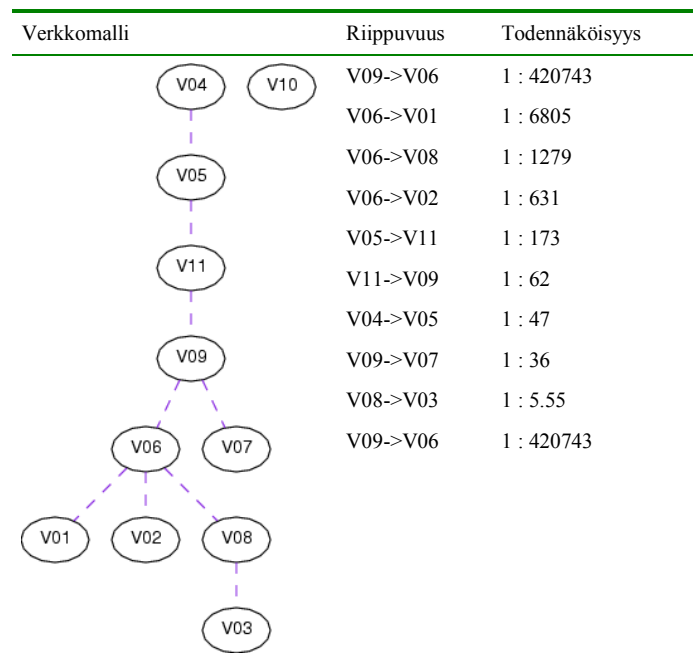 Verkkomalli Riippuvuus Todennäköisyys
V04 V10 V09->V06 1 : 420743
V06->V01 1 : 6805
V05 V06->V08 1 : 1279
V06->V02 1 : 631
V11 V05->V11 1 : 173
V11->V09 1 : 62
V04->V05 1 : 47
V09 V09->V07 1 : 36
V08->V03 1 : 5.55
V06 V07 V09->V06 1 : 420743
V01 V02 V08
V03